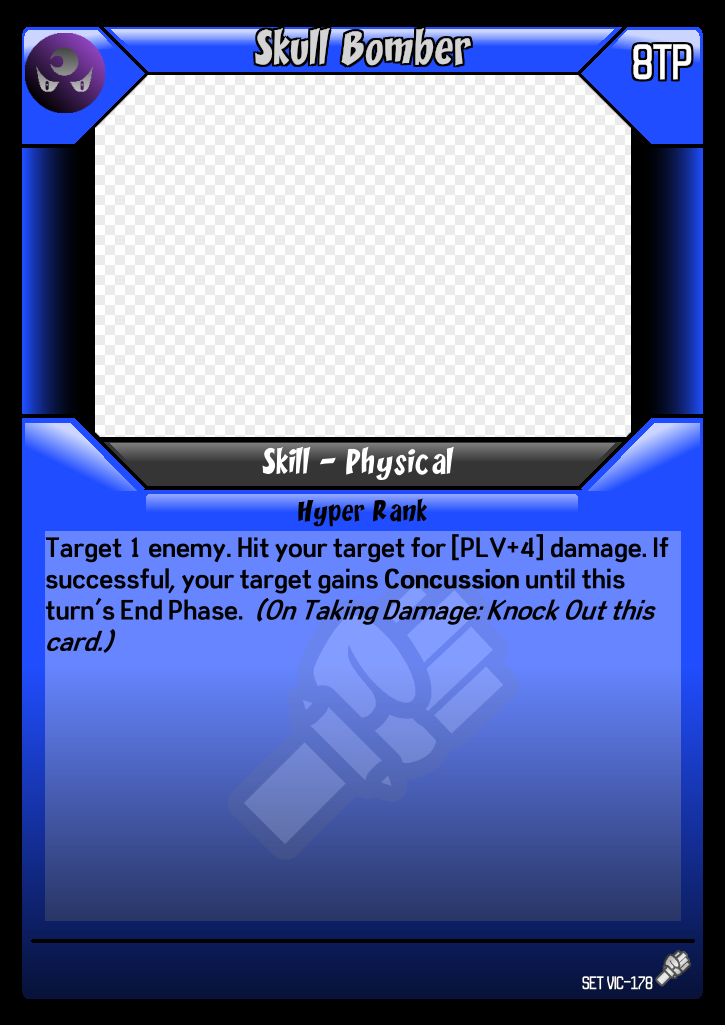 Skull Bomber
8TP
Skill - Physical
Hyper Rank
Target 1 enemy. Hit your target for [PLV+4] damage. If
successful, your target gains Concussion until this
turn's End Phase. (On Taking Damage: Knock Out this
card.)
SET VIC-178